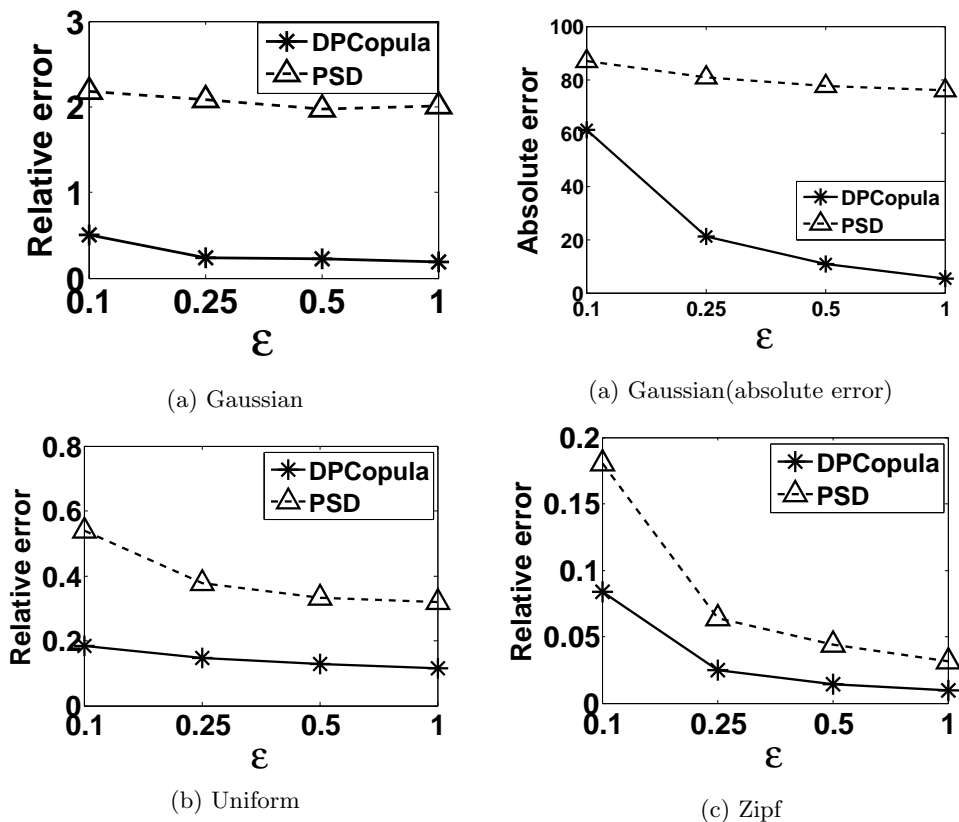 3
2
1
0
Relative error
DPCopula
PSD
0.1 0.25 0.5 1
ε
(a) Gaussian
100
80
60
40
20
0
Absolute error
DPCopula
PSD
0.1 0.25 0.5 1
ε
(a) Gaussian(absolute error)
0.8
0.6
0.4
0.2
0
Relative error
DPCopula
PSD
0.1 0.25 0.5 1
ε
(b) Uniform
0.2
0.15
0.1
0.05
0
Relative error
DPCopula
PSD
0.1 0.25 0.5 1
ε
(c) Zipf